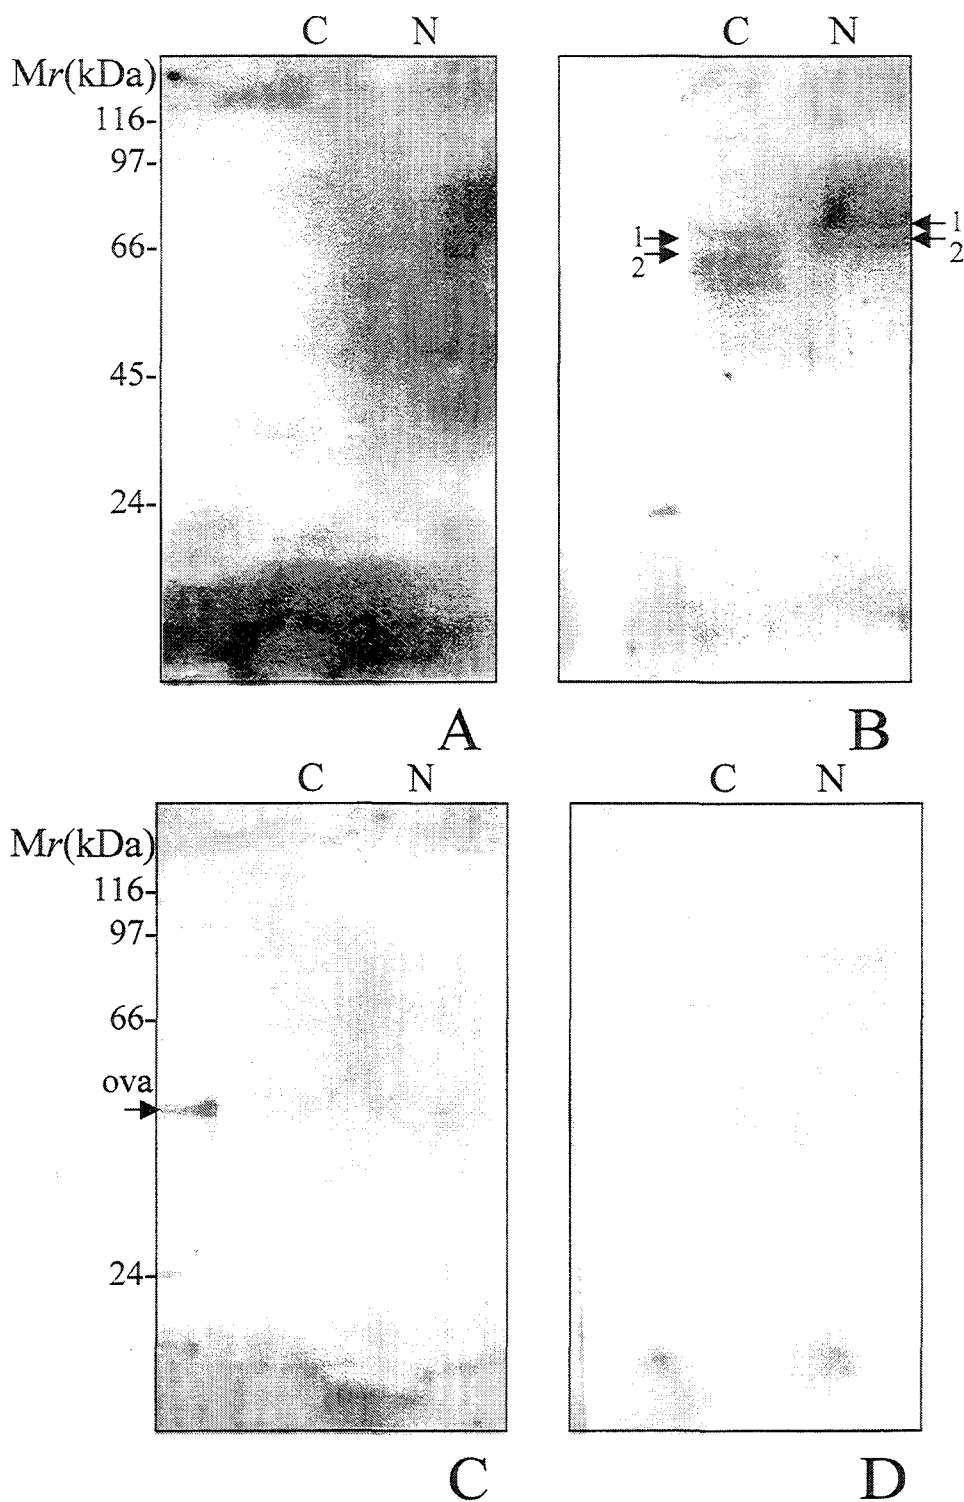 C N
Mr(kDa)
116-
97-
66-
45-
24-
A
C N
1
2
1
2
B
C N
Mr(kDa)
116-
97-
66-
ova
24-
C
C N
D